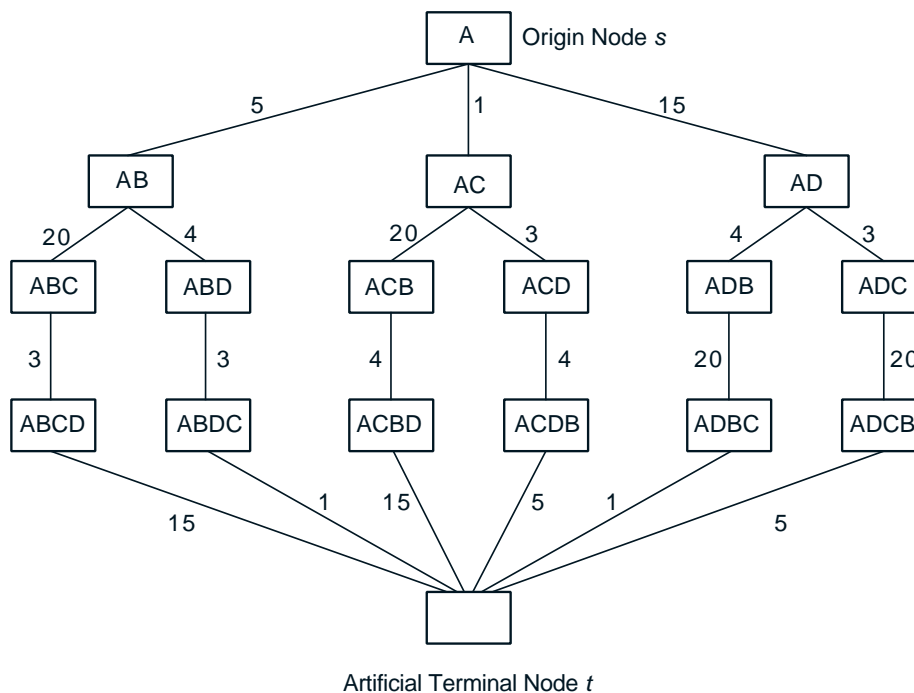 A Origin Node s
5 1 15
AB AC AD
20 4 20 3 4 3
ABC ABD ACB ACD ADB ADC
3 3 4 4 20 20
ABCD ABDC ACBD ACDB ADBC ADCB
15 1 15 5 1 5
Artificial Terminal Node t